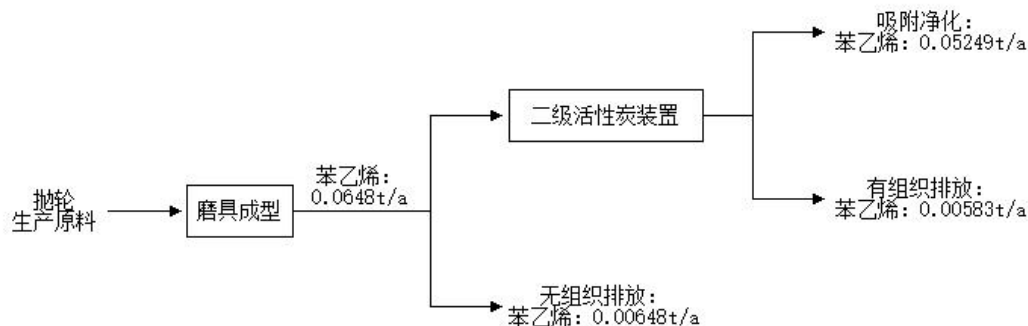 吸附净化：
苯乙烯：0.05249t/a
二级活性炭装置
苯乙烯：
0.0648t/a
抛轮
生产原料
磨具成型
有组织排放：
苯乙烯：0.00583t/a
无组织排放：
苯乙烯：0.00648t/a